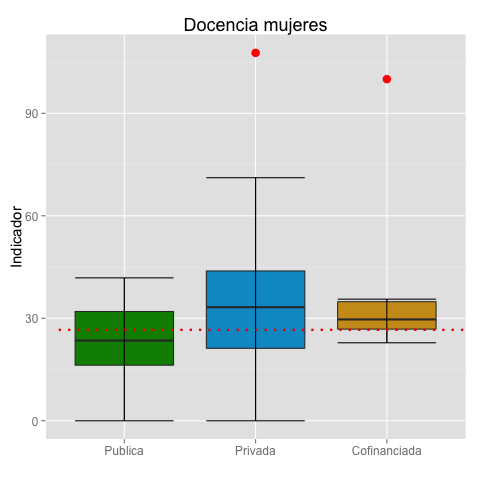 Docencia mujeres
Indicador
90
60
30
0
Publica
Privada
Cofinanciada